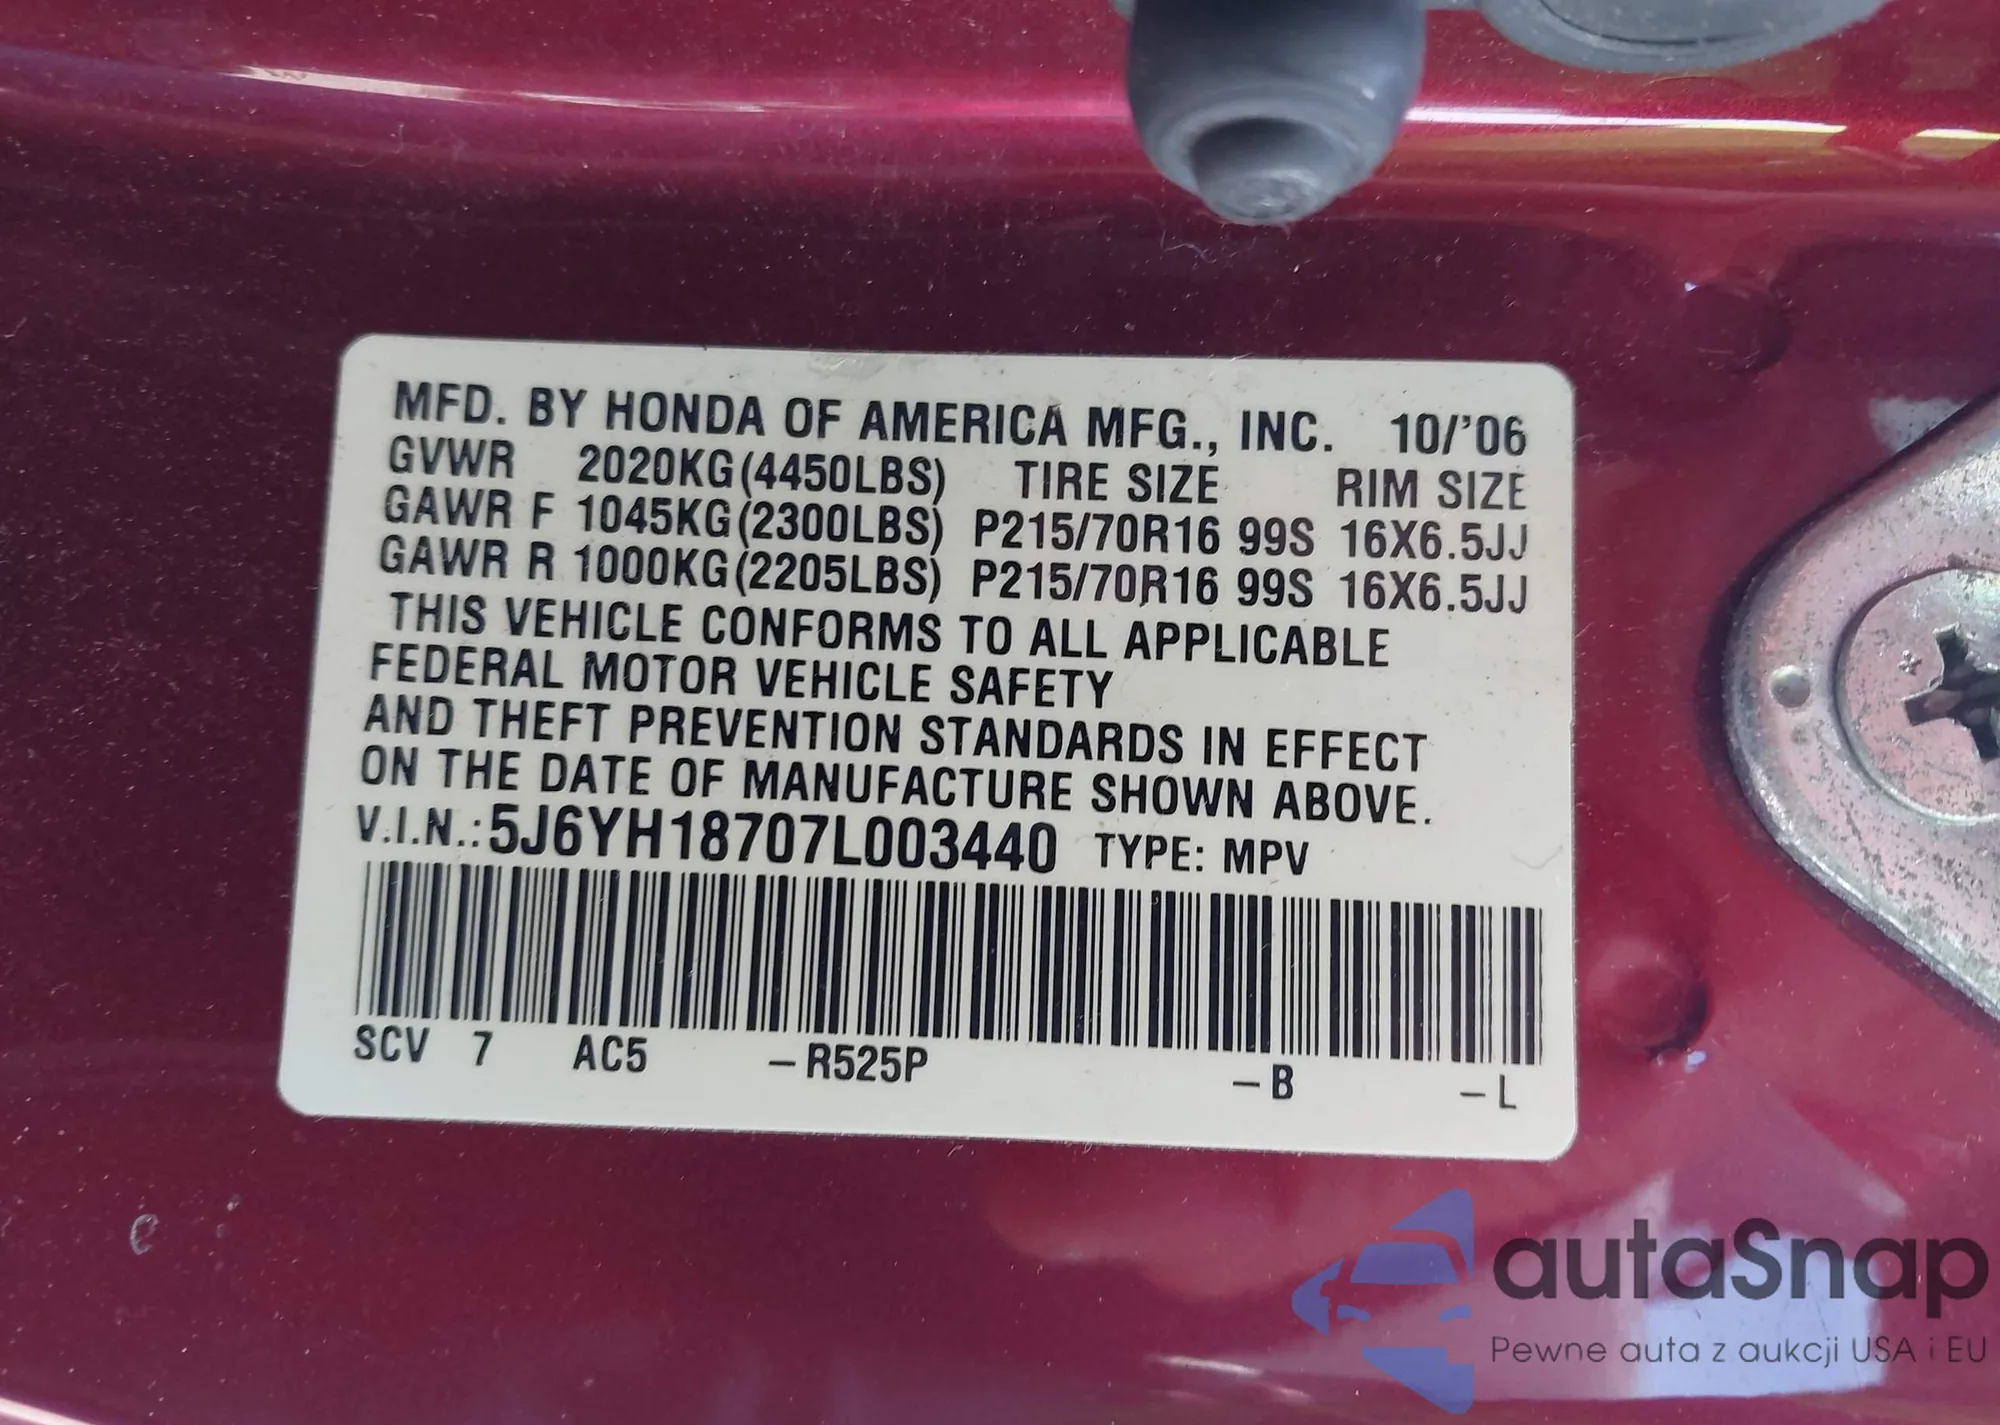 MFD. BY HONDA OF AMERICA MFG., INC. 10/'06
GVWR 2020KG(4450LBS) TIRE SIZE RIM SIZE
GAWR F 1045KG(2300LBS) P215/70R16 99S 16X6.5JJ
GAWR R 1000KG(2205LBS) P215/70R16 99S 16X6.5JJ
THIS VEHICLE CONFORMS TO ALL APPLICABLE
FEDERAL MOTOR VEHICLE SAFETY
AND THEFT PREVENTION STANDARDS IN EFFECT
ON THE DATE OF MANUFACTURE SHOWN ABOVE.
V.I.N.: 5J6YH18707L003440 TYPE: MPV
SCV 7 AC5 -R525P -B -L
autaSnap
Pewne auta z aukcji USA i EU